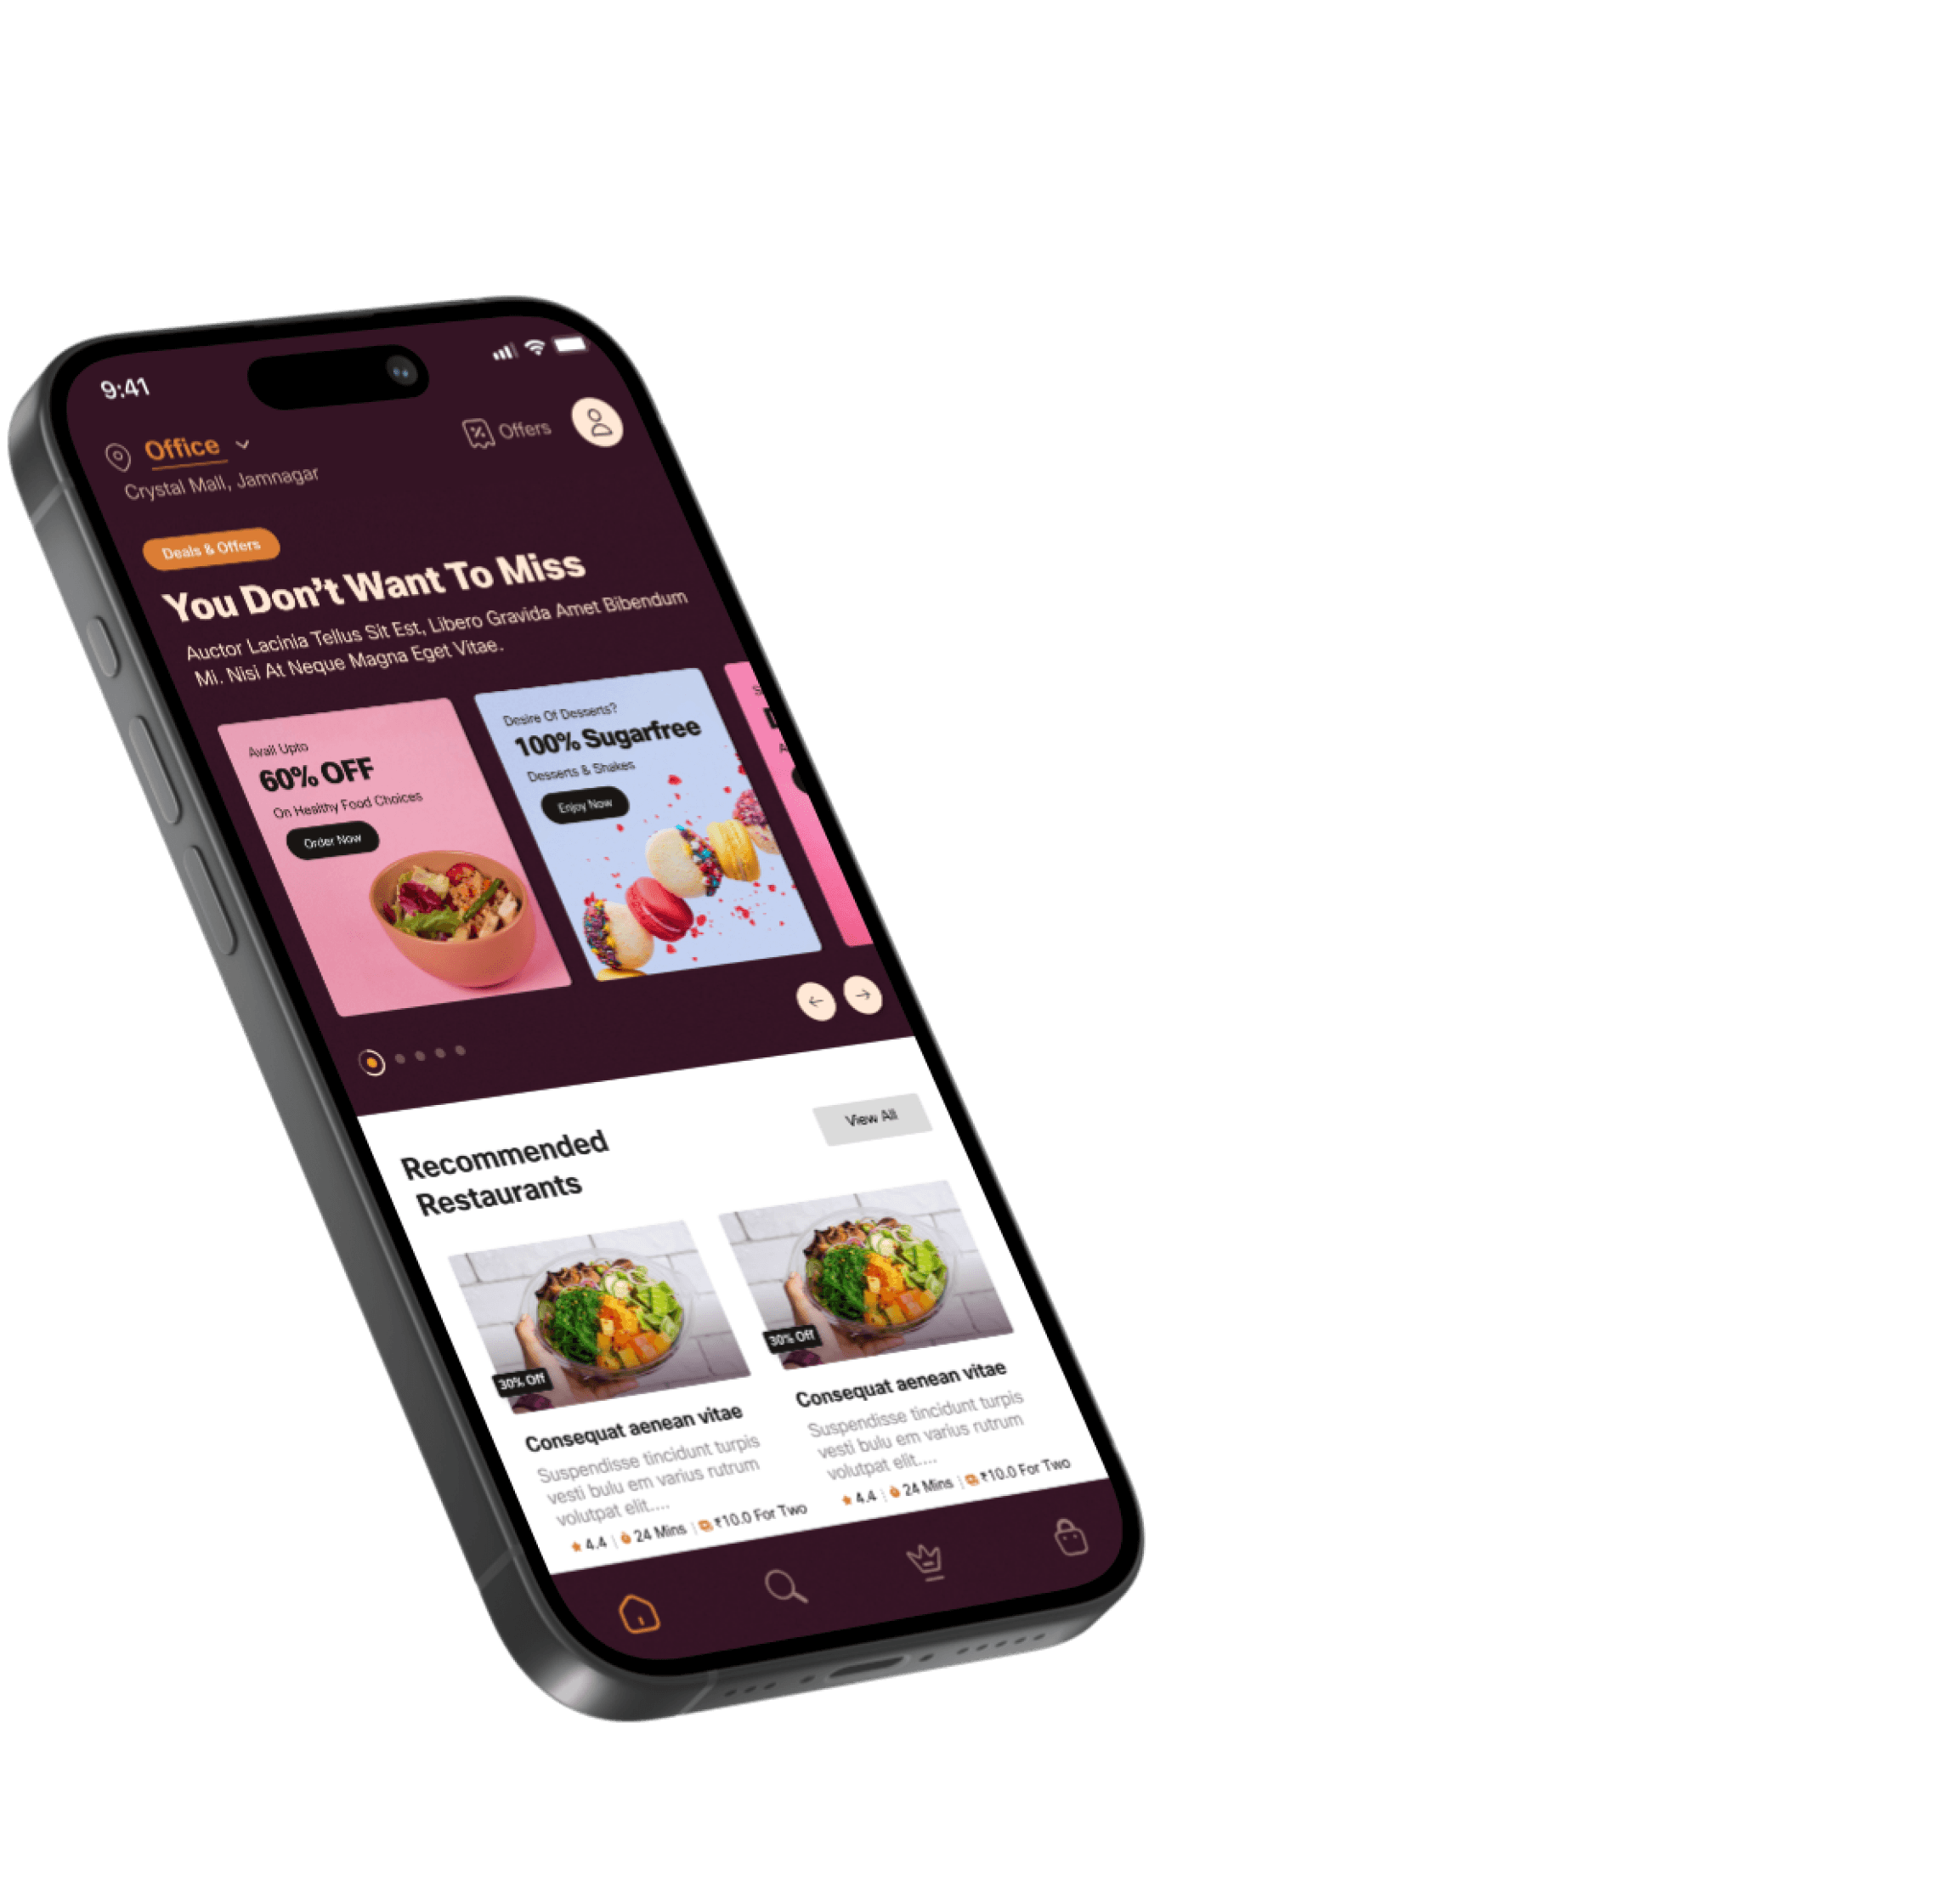 9:41
Office
Offers
Crystal Mall, Jamnagar
Deals & Offers
You Don't Want To Miss
Auctor Lacinia Tellus Sit Est, Libero Gravida Amet Bibendum
Mi. Nisi At Neque Magna Eget Vitae.
Avail Upto
60% OFF
On Healthy Food Choices
Order Now
Desire Of Desserts?
100% Sugarfree
Desserts & Shakes
Enjoy Now
Recommended
Restaurants
View All
30% Off
Consequat aenean vitae
Suspendisse tincidunt turpis
vesti bulu em varius rutrum
volutpat elit....
4.4 | 24 Mins | ₹10.0 For Two
30% Off
Consequat aenean vitae
Suspendisse tincidunt turpis
vesti bulu em varius rutrum
volutpat elit....
4.4 | 24 Mins | ₹10.0 For Two